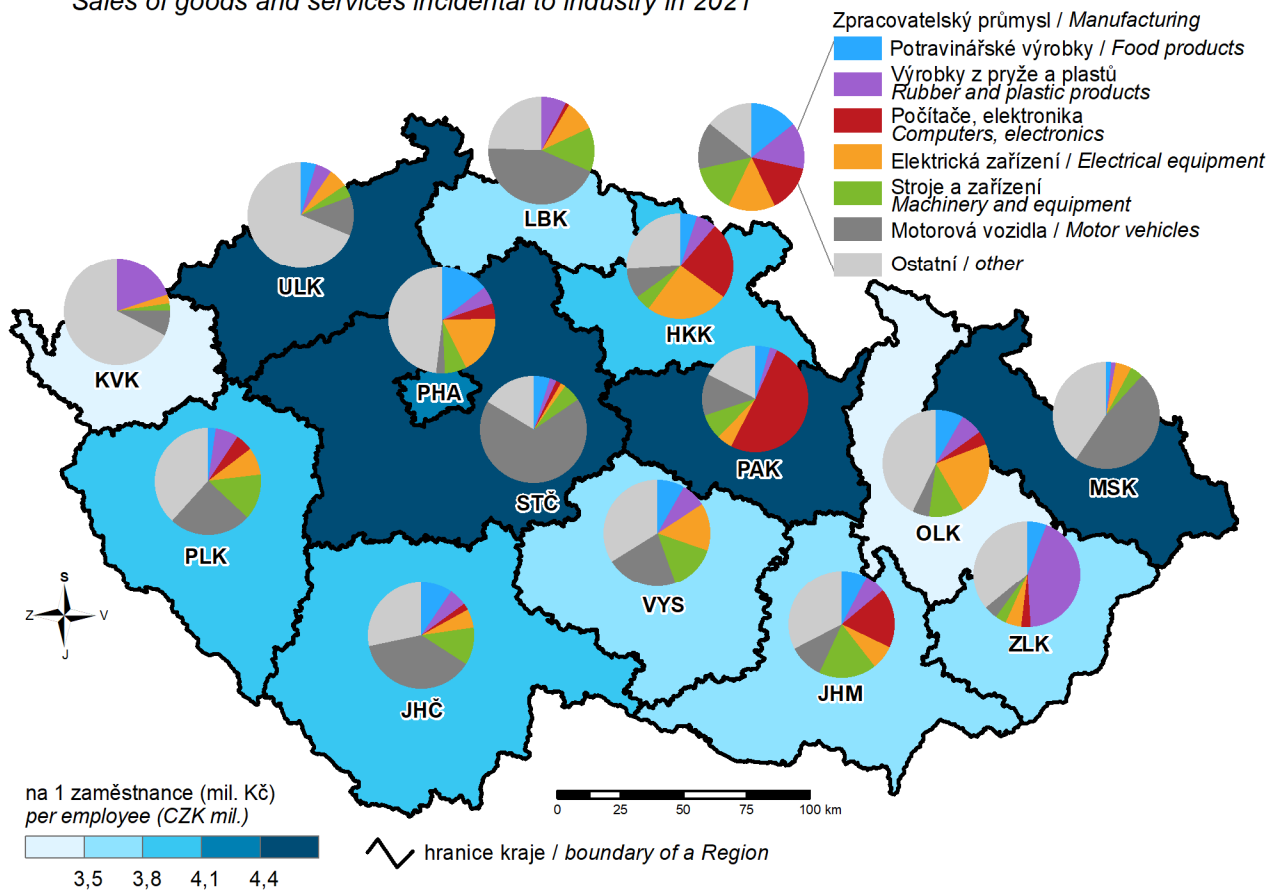 Sales of goods and services incidental to industry in 2021
Zpracovatelský průmysl / Manufacturing
Potravinářské výrobky / Food products
Výrobky z pryže a plastů
Rubber and plastic products
Počítače, elektronika
Computers, electronics
Elektrická zařízení / Electrical equipment
Stroje a zařízení
Machinery and equipment
Motorová vozidla / Motor vehicles
Ostatní / other
LBK
ULK
HKK
KVK
PHA
PAK
MSK
STČ
OLK
PLK
VYS
ZLK
JHM
JHČ
S
Z
V
J
na 1 zaměstnance (mil. Kč)
per employee (CZK mil.)
3,5 3,8 4,1 4,4
hranice kraje / boundary of a Region
0 25 50 75 100 km